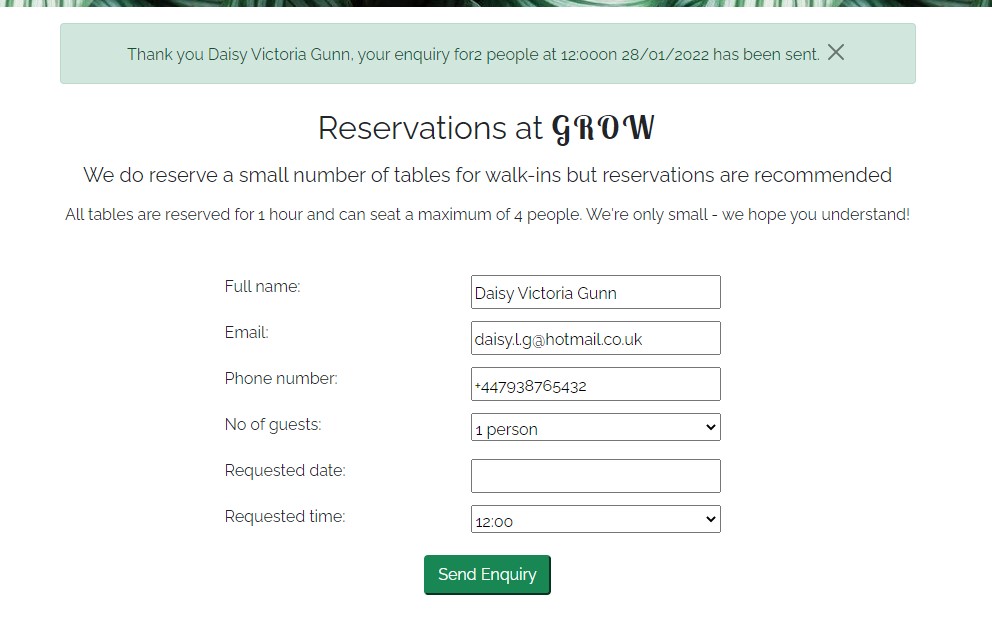 Thank you Daisy Victoria Gunn, your enquiry for2 people at 12:00on 28/01/2022 has been sent.
Reservations at GROW
We do reserve a small number of tables for walk-ins but reservations are recommended
All tables are reserved for 1 hour and can seat a maximum of 4 people. We're only small - we hope you understand!
Full name: Daisy Victoria Gunn
Email: daisy.l.g@hotmail.co.uk
Phone number: +447938765432
No of guests: 1 person
Requested date:
Requested time: 12:00
Send Enquiry